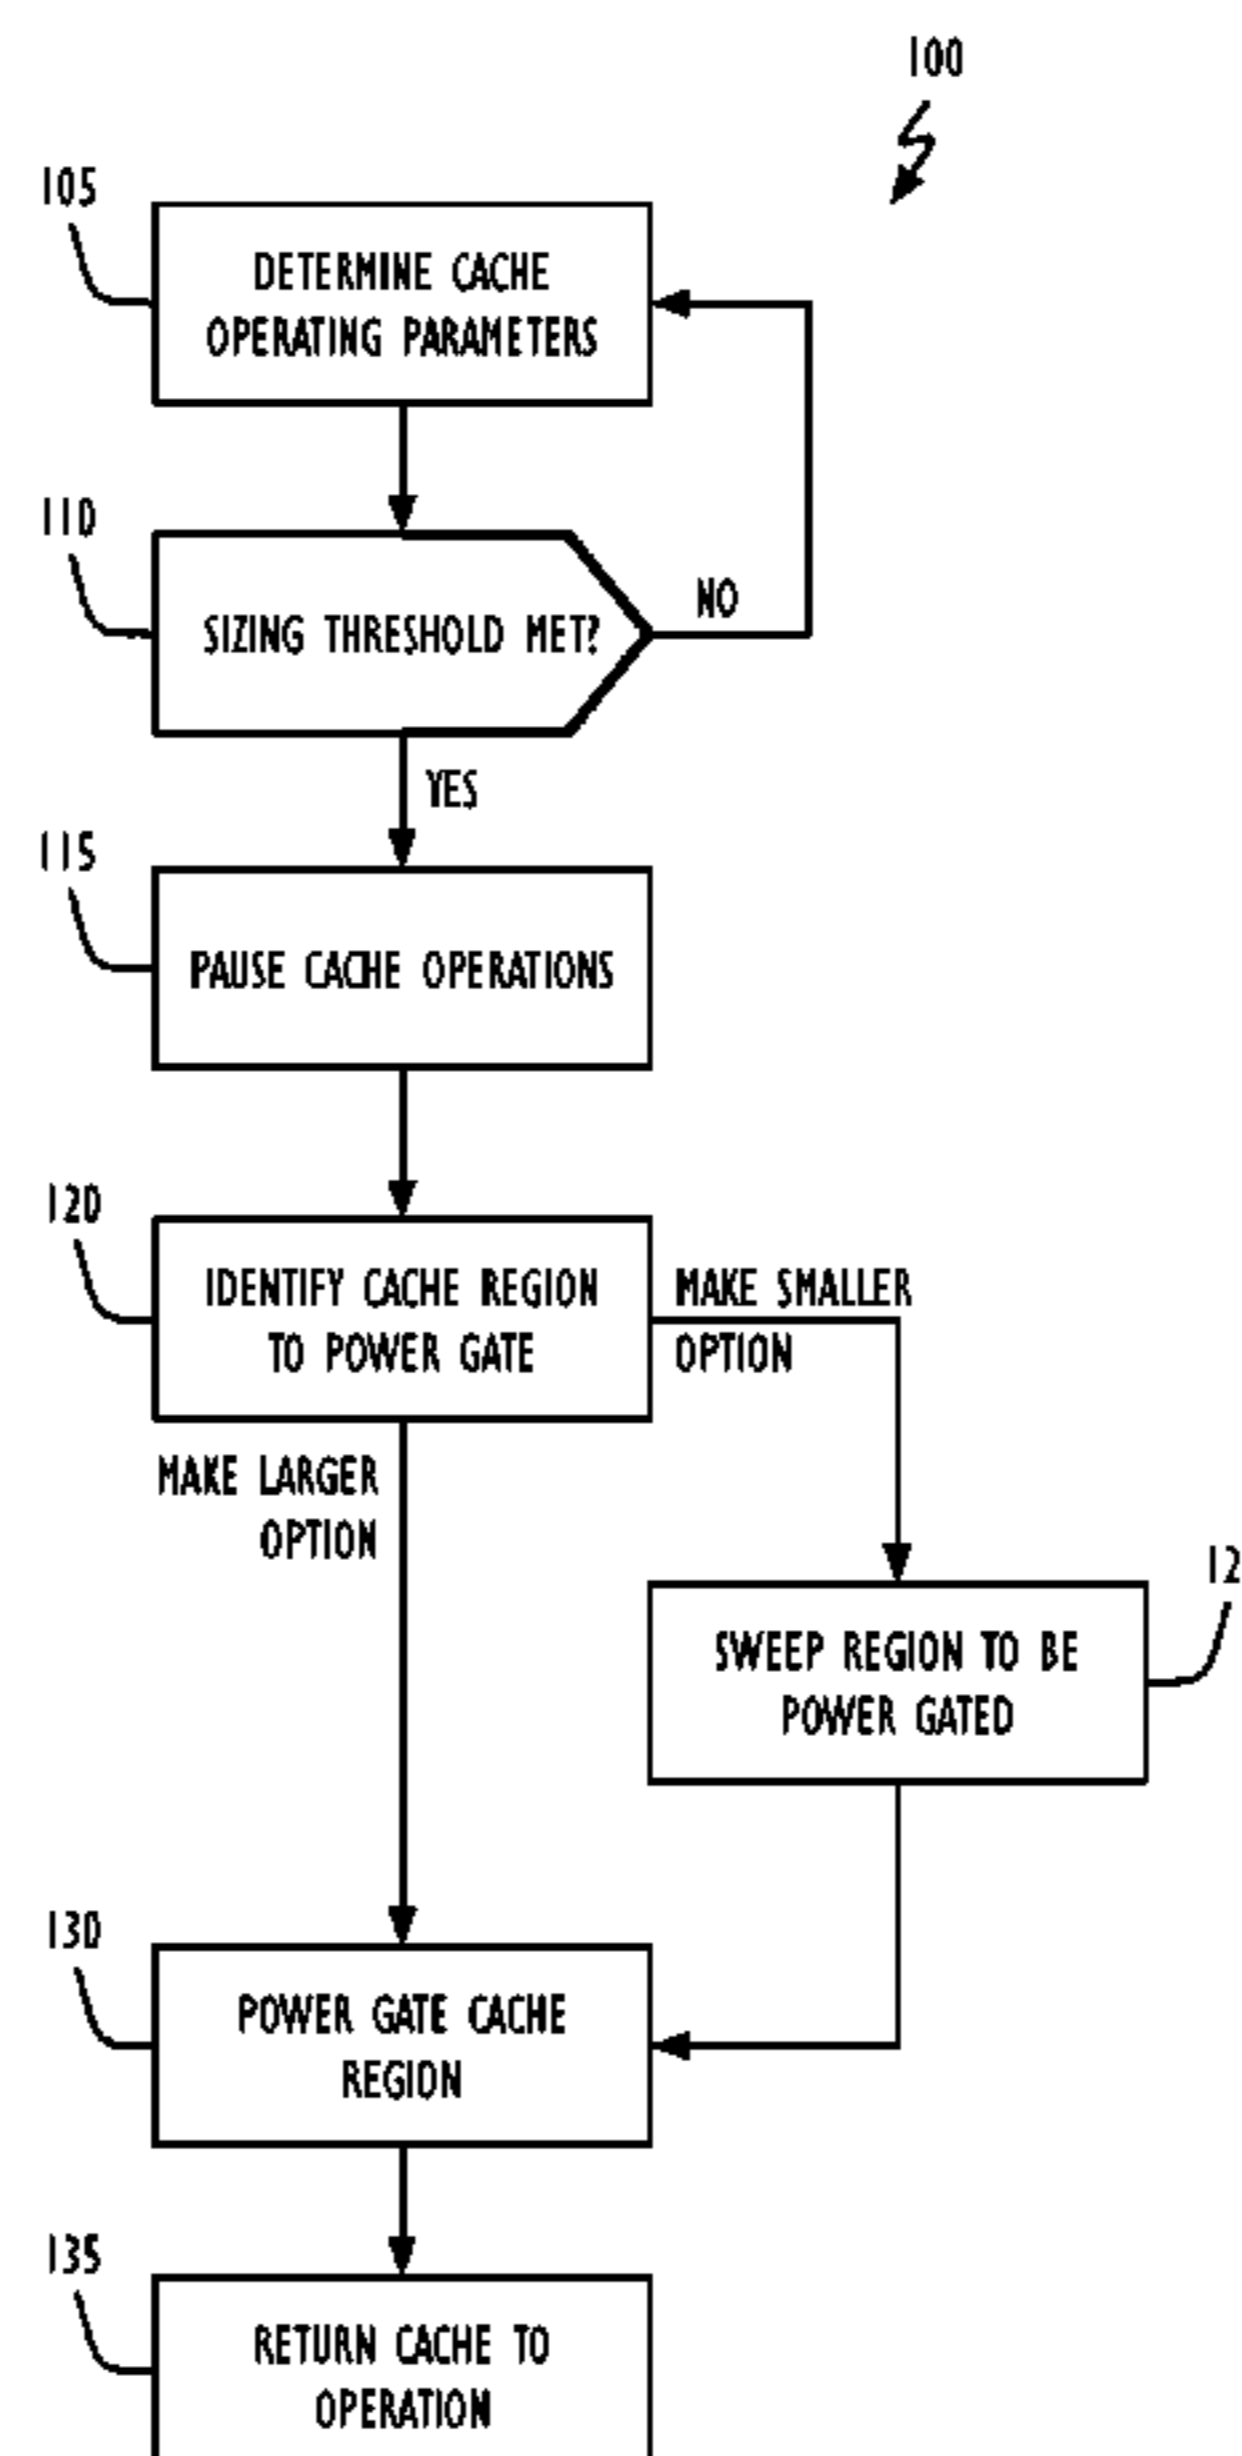 100
105
DETERMINE CACHE
OPERATING PARAMETERS
110
SIZING THRESHOLD MET?
NO
YES
115
PAUSE CACHE OPERATIONS
120
IDENTIFY CACHE REGION
TO POWER GATE
MAKE SMALLER
OPTION
MAKE LARGER
OPTION
12
SWEEP REGION TO BE
POWER GATED
130
POWER GATE CACHE
REGION
135
RETURN CACHE TO
OPERATION